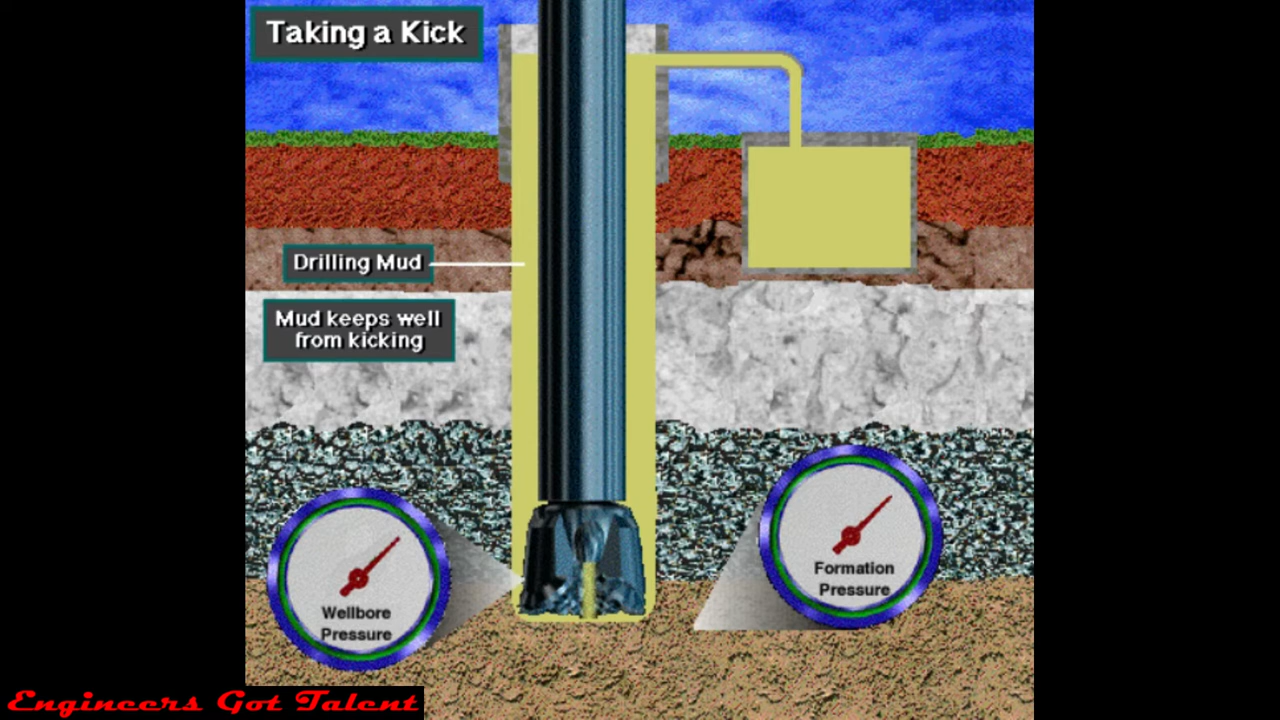 Taking a Kick
Drilling Mud
Mud keeps well
from kicking
Wellbore
Pressure
Formation
Pressure
Engineers Got Talent